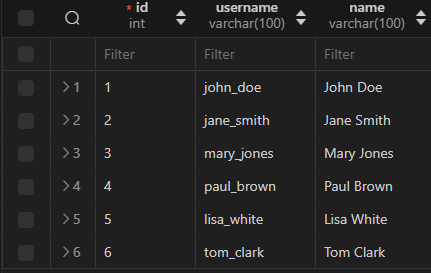 * id username name
int varchar(100) varchar(100)
Filter Filter Filter
1 1 john_doe John Doe
2 2 jane_smith Jane Smith
3 3 mary_jones Mary Jones
4 4 paul_brown Paul Brown
5 5 lisa_white Lisa White
6 6 tom_clark Tom Clark